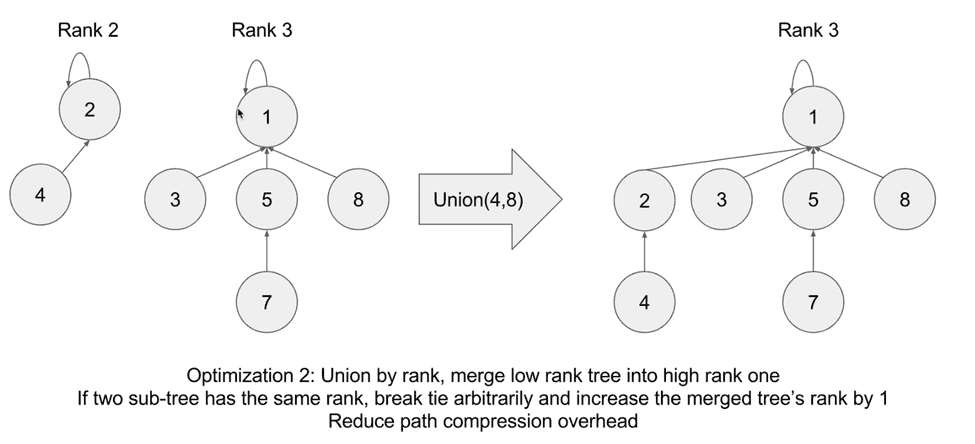 Rank 2
Rank 3
Rank 3
2
1
1
4
3
5
8
Union(4,8)
2
3
5
8
7
4
7
Optimization 2: Union by rank, merge low rank tree into high rank one
If two sub-tree has the same rank, break tie arbitrarily and increase the merged tree's rank by 1
Reduce path compression overhead